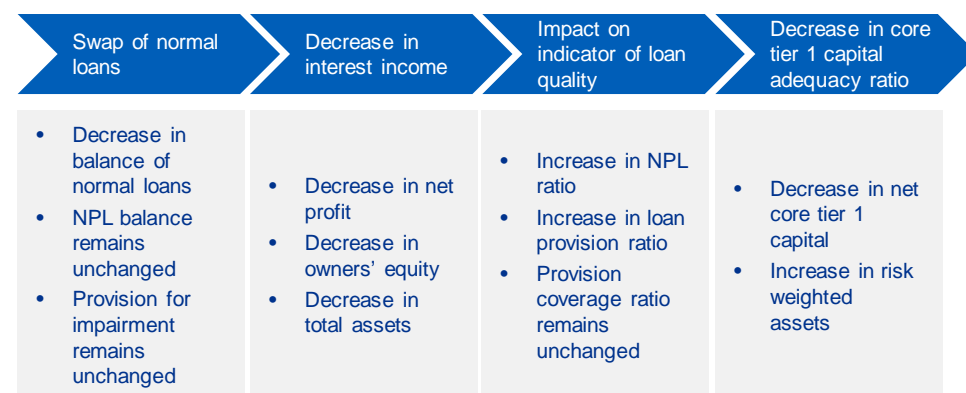 Swap of normal
loans
Decrease in
interest income
Impact on
indicator of loan
quality
Decrease in core
tier 1 capital
adequacy ratio
• Decrease in
balance of
normal loans
• NPL balance
remains
unchanged
• Provision for
impairment
remains
unchanged
• Decrease in net
profit
• Decrease in
owners’ equity
• Decrease in
total assets
• Increase in NPL
ratio
• Increase in loan
provision ratio
• Provision
coverage ratio
remains
unchanged
• Decrease in net
core tier 1
capital
• Increase in risk
weighted
assets